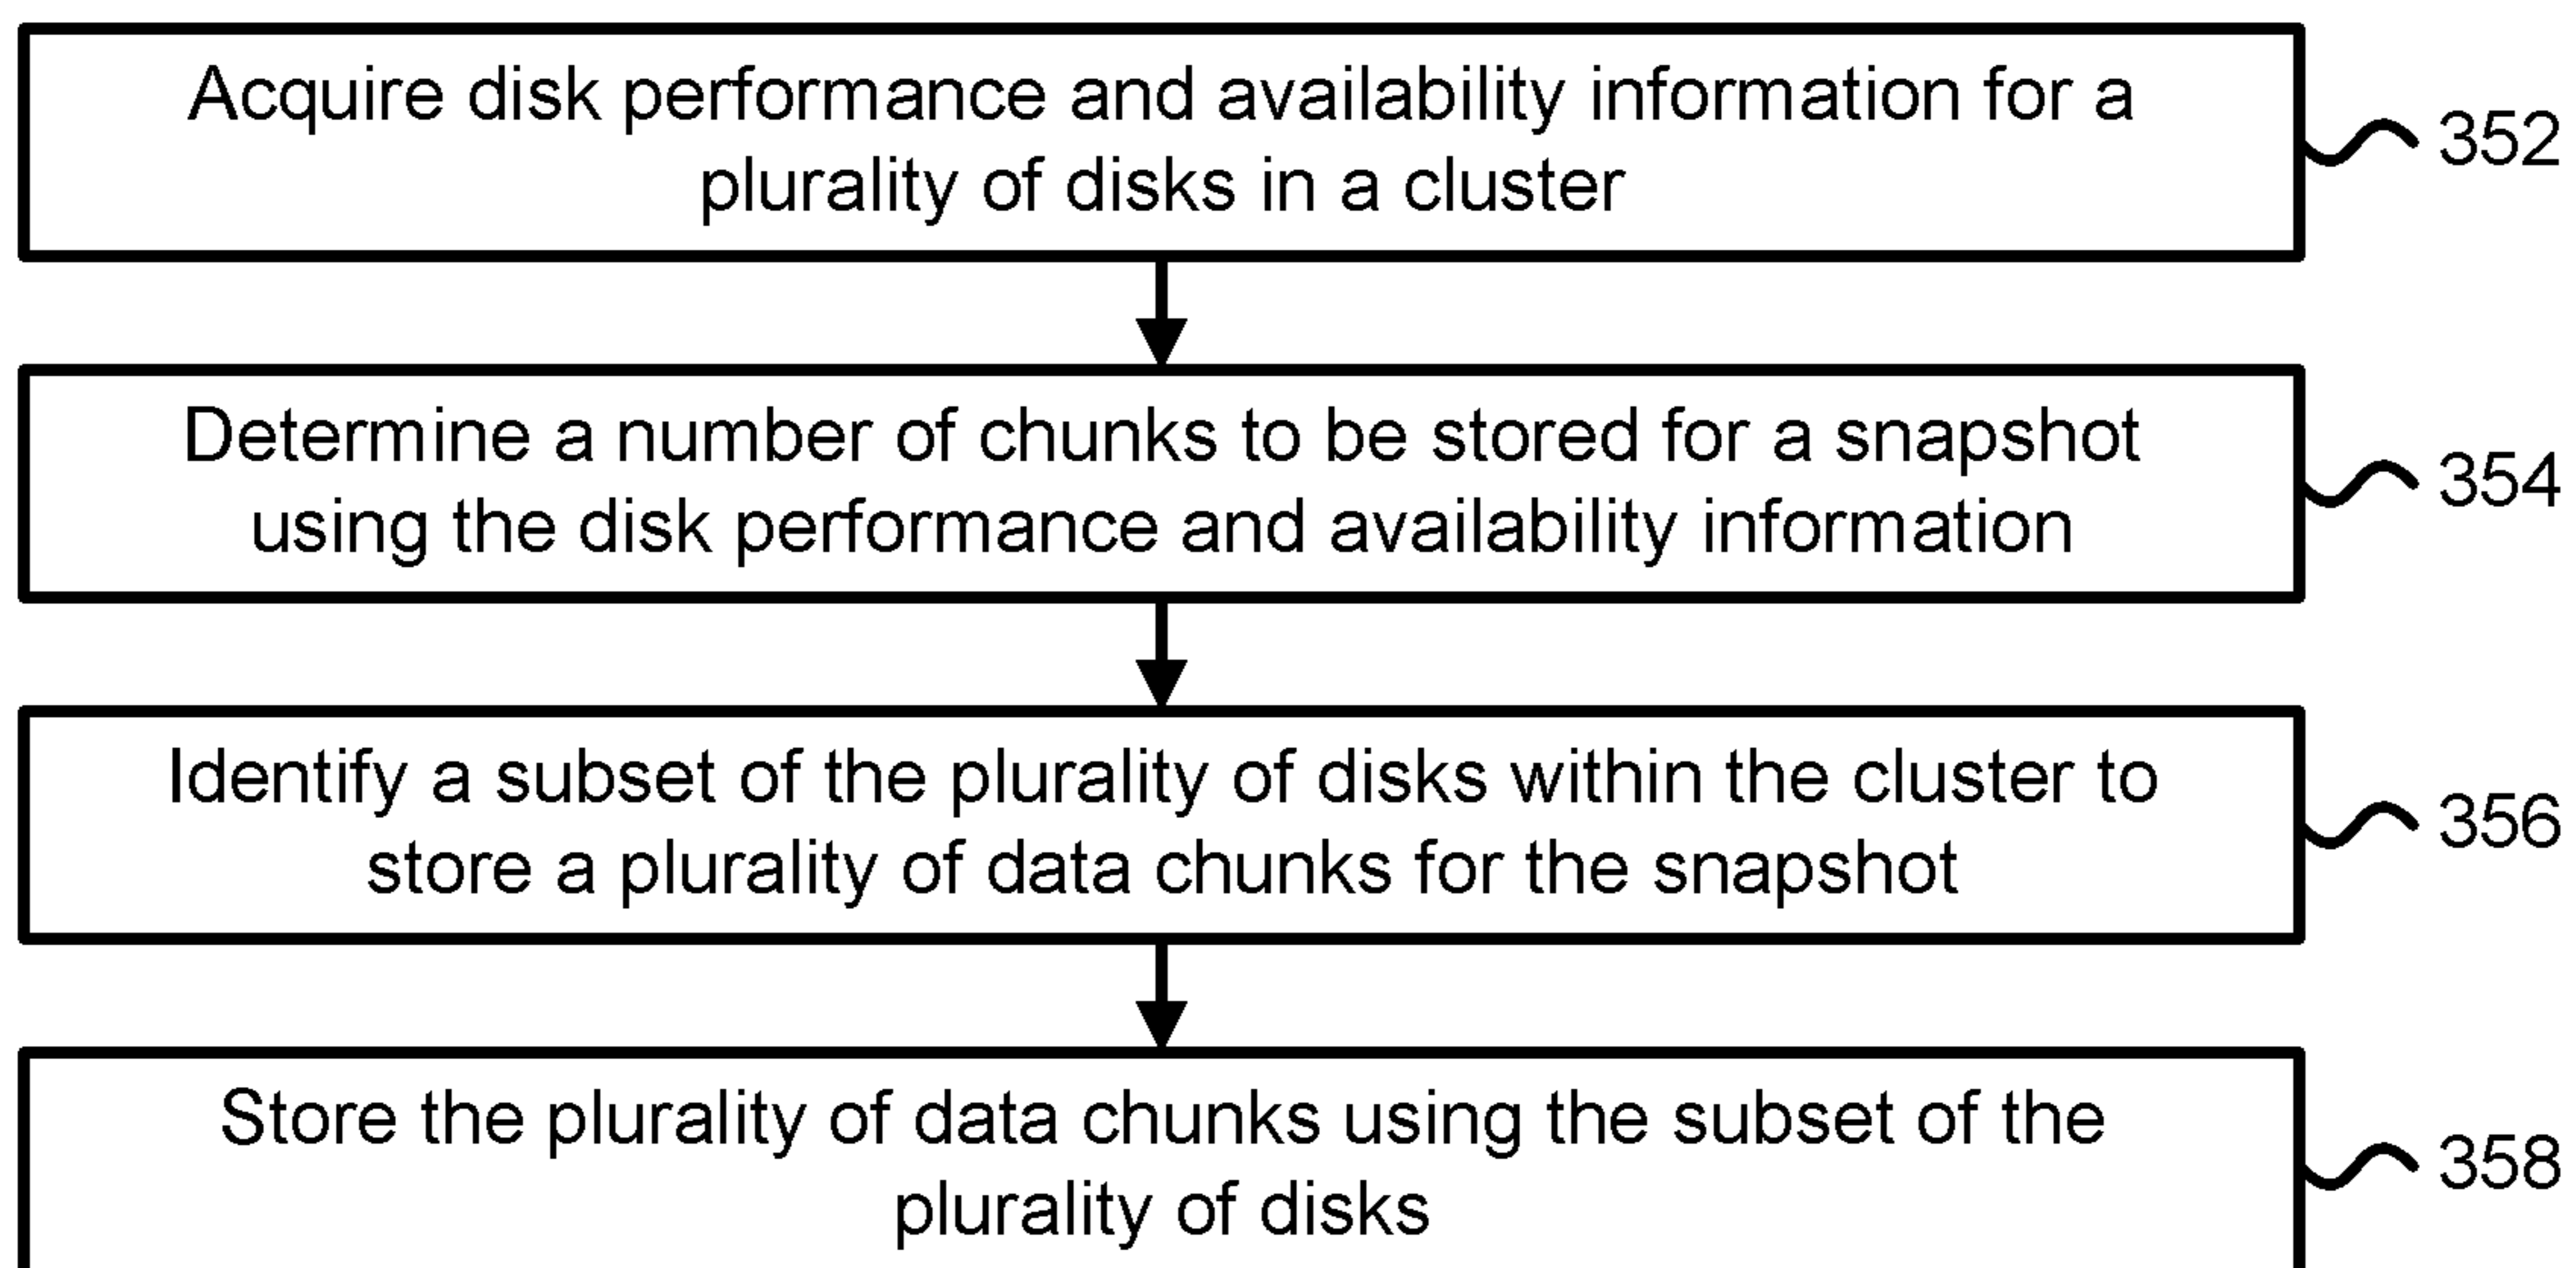 Acquire disk performance and availability information for a
plurality of disks in a cluster
352
Determine a number of chunks to be stored for a snapshot
using the disk performance and availability information
354
Identify a subset of the plurality of disks within the cluster to
store a plurality of data chunks for the snapshot
356
Store the plurality of data chunks using the subset of the
plurality of disks
358